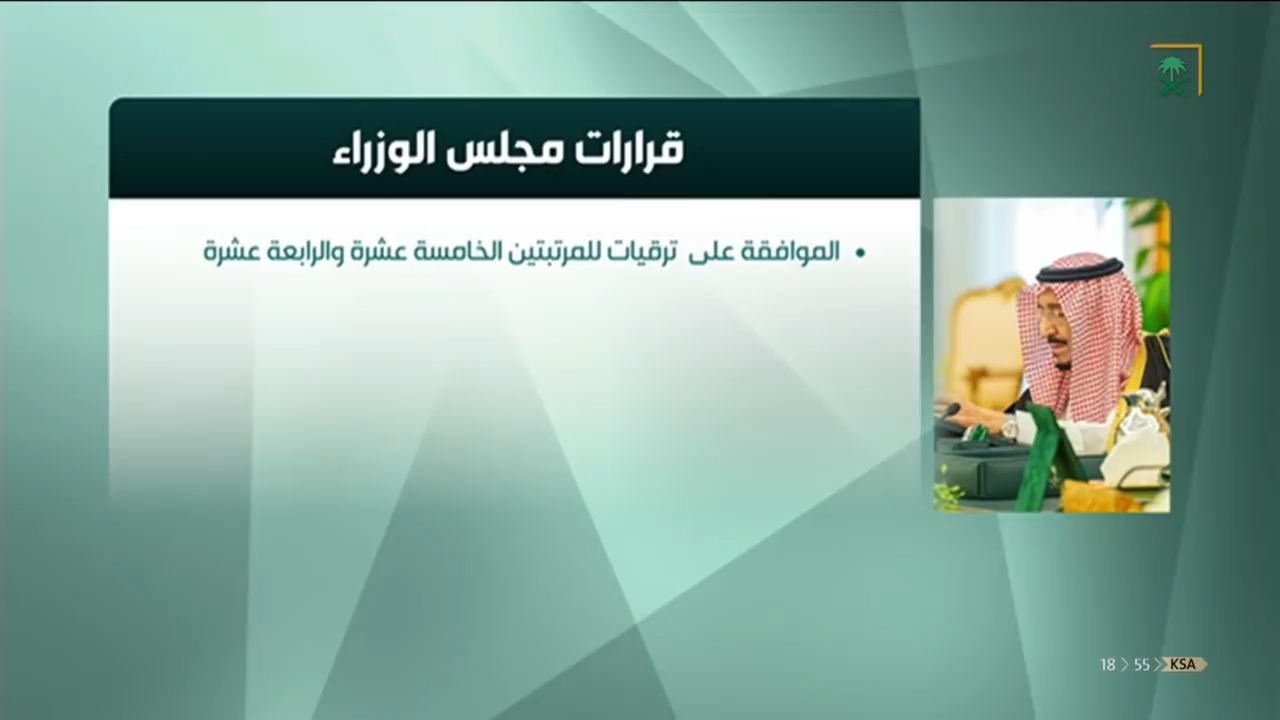 قرارات مجلس الوزراء
• الموافقة على ترقيات للمرتبتين الخامسة عشرة والرابعة عشرة
18 > 55 > KSA